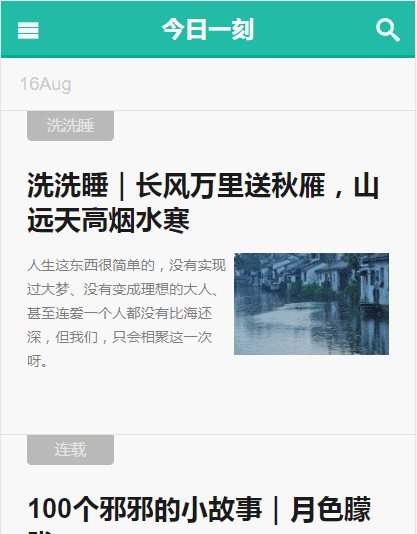 今日一刻
16Aug
洗洗睡
洗洗睡｜长风万里送秋雁，山
远天高烟水寒
人生这东西很简单的，没有实现
过大梦、没有变成理想的大人、
甚至连爱一个人都没有比海还
深，但我们，只会相聚这一次
呀。
连载
100个邪邪的小故事｜月色朦